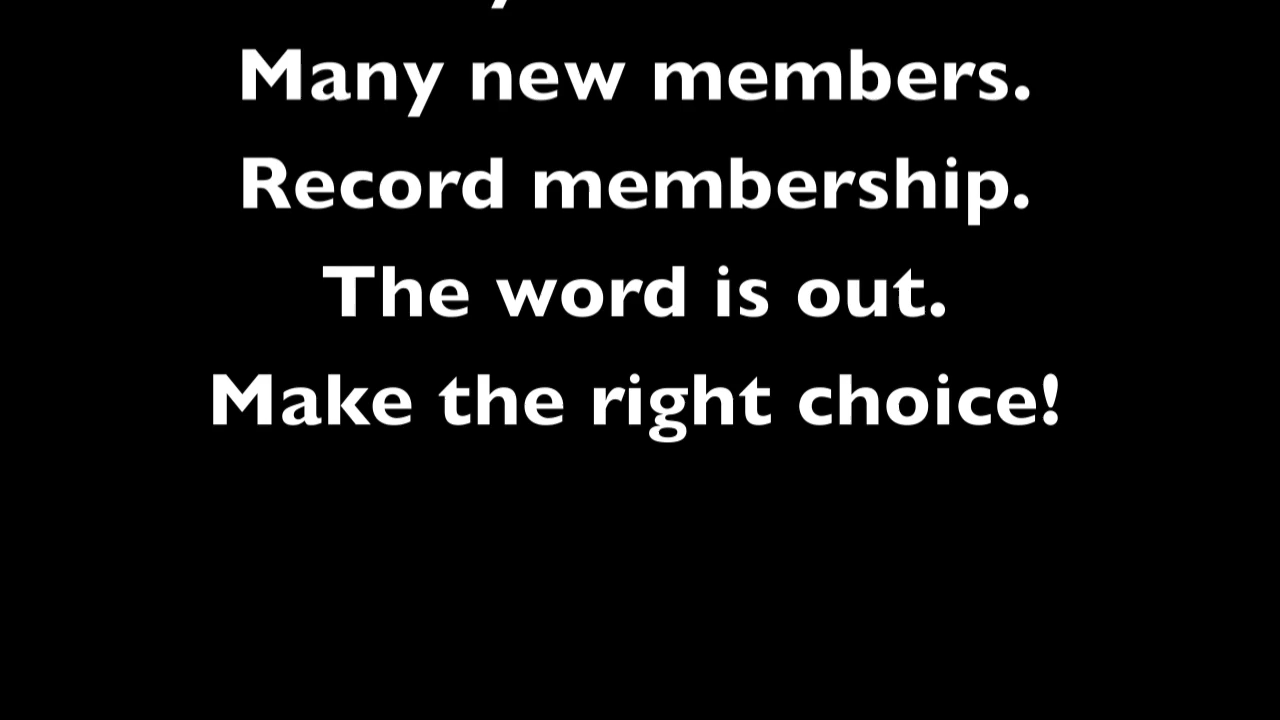 Many new members.
Record membership.
The word is out.
Make the right choice!